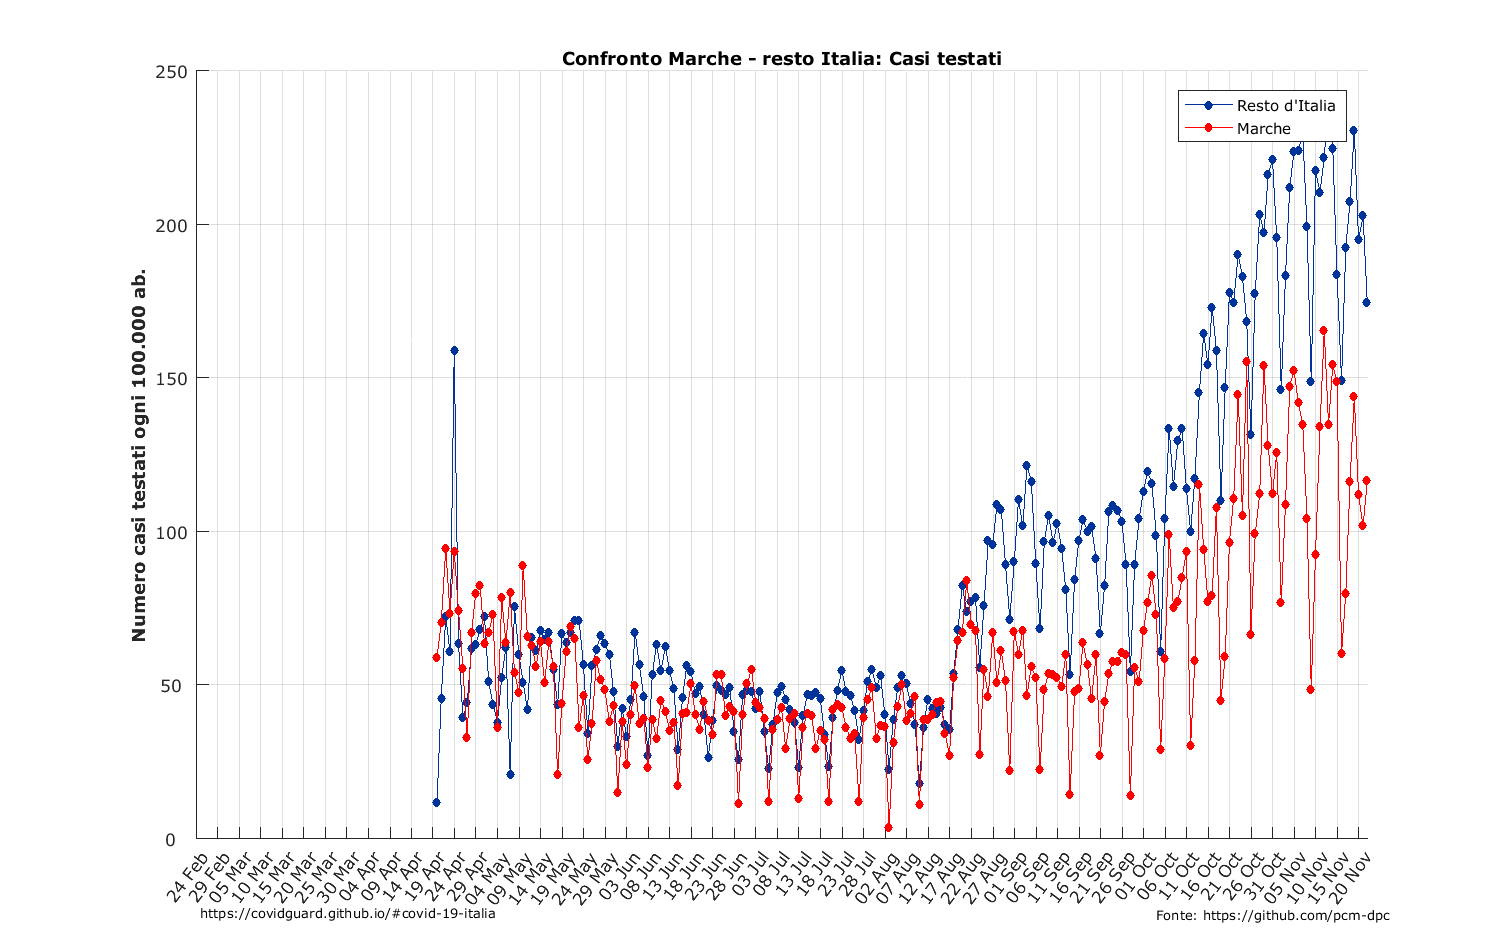 Confronto Marche - resto Italia: Casi testati
Numero casi testati ogni 100.000 ab.
250
200
150
100
50
0
Resto d'Italia
Marche
24 Feb
29 Feb
05 Mar
10 Mar
15 Mar
20 Mar
25 Mar
30 Mar
04 Apr
09 Apr
14 Apr
19 Apr
24 Apr
29 Apr
04 May
09 May
14 May
19 May
24 May
29 May
03 Jun
08 Jun
13 Jun
18 Jun
23 Jun
28 Jun
03 Jul
08 Jul
13 Jul
18 Jul
23 Jul
28 Jul
02 Aug
07 Aug
12 Aug
17 Aug
22 Aug
27 Aug
01 Sep
06 Sep
11 Sep
16 Sep
21 Sep
26 Sep
01 Oct
06 Oct
11 Oct
16 Oct
21 Oct
26 Oct
31 Oct
05 Nov
10 Nov
15 Nov
20 Nov
https://covidguard.github.io/#covid-19-italia
Fonte: https://github.com/pcm-dpc